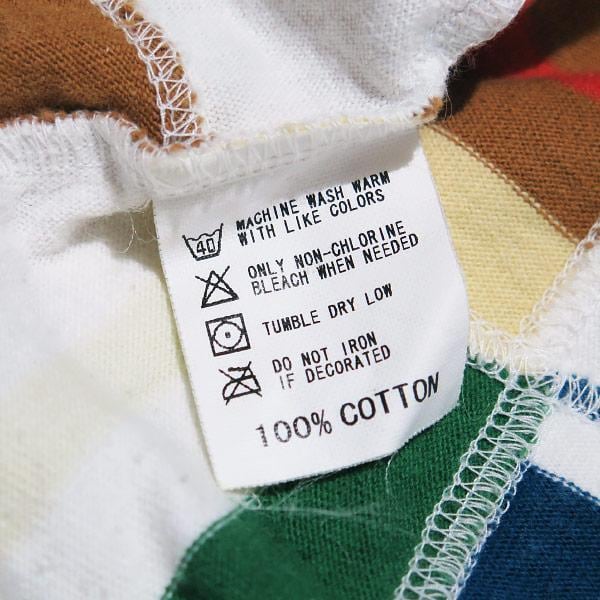 40
MACHINE WASH WARM
WITH LIKE COLORS
ONLY NON-CHLORINE
BLEACH WHEN NEEDED
TUMBLE DRY LOW
DO NOT IRON
IF DECORATED
100% COTTON